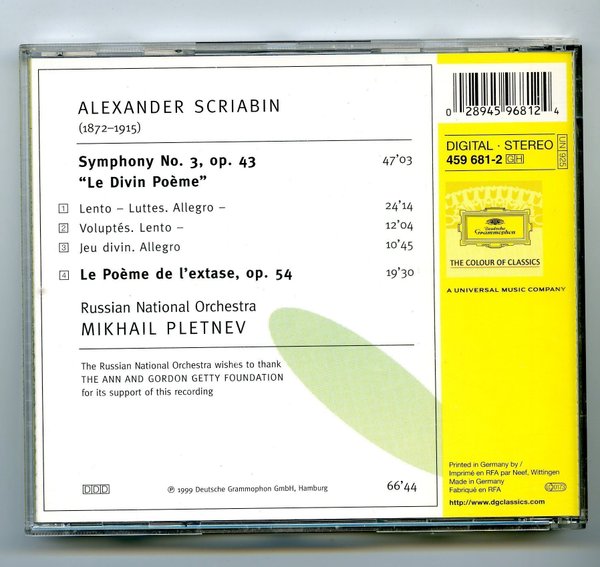 ALEXANDER SCRIABIN
(1872–1915)
Symphony No. 3, op. 43 47'03
“Le Divin Poème”
1 Lento – Luttes. Allegro – 24'14
2 Voluptés. Lento – 12'04
3 Jeu divin. Allegro 10'45
4 Le Poème de l'extase, op. 54 19'30
Russian National Orchestra
MIKHAIL PLETNEV
The Russian National Orchestra wishes to thank
THE ANN AND GORDON GETTY FOUNDATION
for its support of this recording
DDD ℗ 1999 Deutsche Grammophon GmbH, Hamburg 66'44
0 28945 96812 4
DIGITAL · STEREO
459 681-2 GH
UN 925
Deutsche
Grammophon
THE COLOUR OF CLASSICS
A UNIVERSAL MUSIC COMPANY
Printed in Germany by /
Imprimé en RFA par Neef, Wittingen
Made in Germany
Fabriqué en RFA
http://www.dgclassics.com